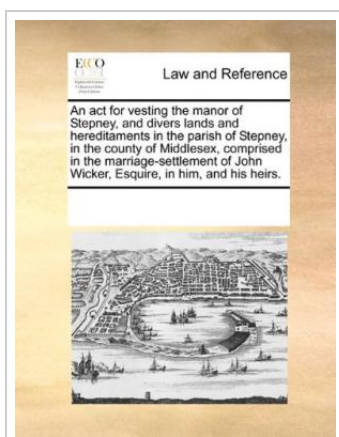 ECCO
Law and Reference
An act for vesting the manor of
Stepney, and divers lands and
hereditaments in the parish of Stepney,
in the county of Middlesex, comprised
in the marriage-settlement of John
Wicker, Esquire, in him, and his heirs.